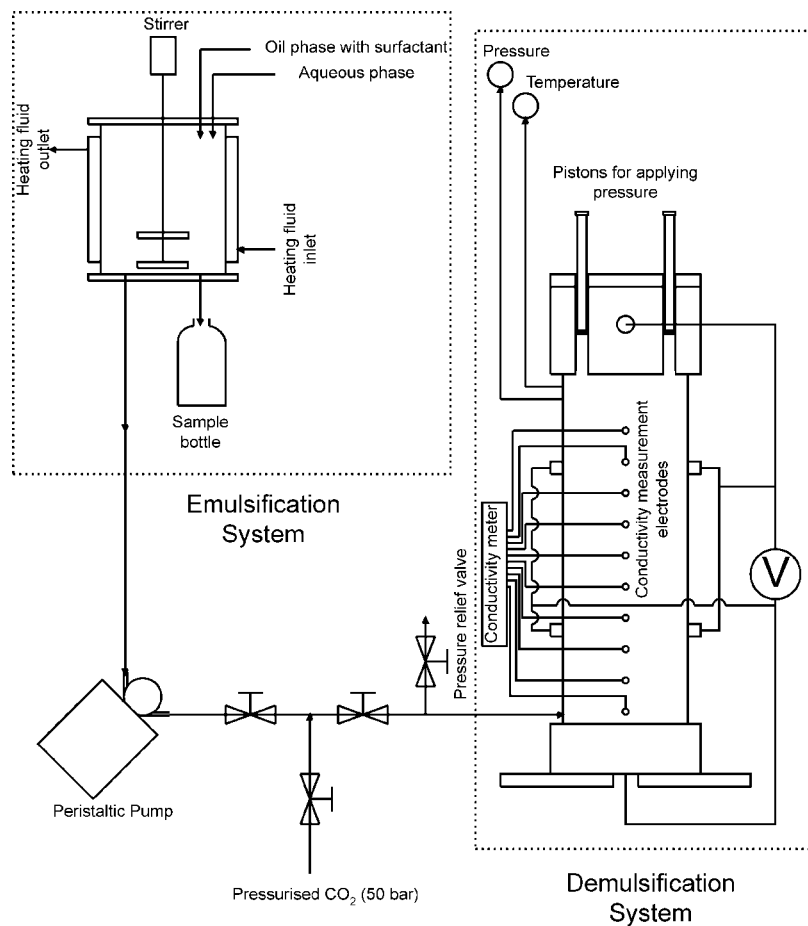 Stirrer
Oil phase with surfactant
Aqueous phase
Heating fluid
outlet
Heating fluid
inlet
Sample
bottle
Emulsification
System
Pressure
Temperature
Pistons for applying
pressure
Conductivity measurement
electrodes
Conductivity meter
V
Pressure relief valve
Peristaltic Pump
Pressurised CO₂ (50 bar)
Demulsification
System